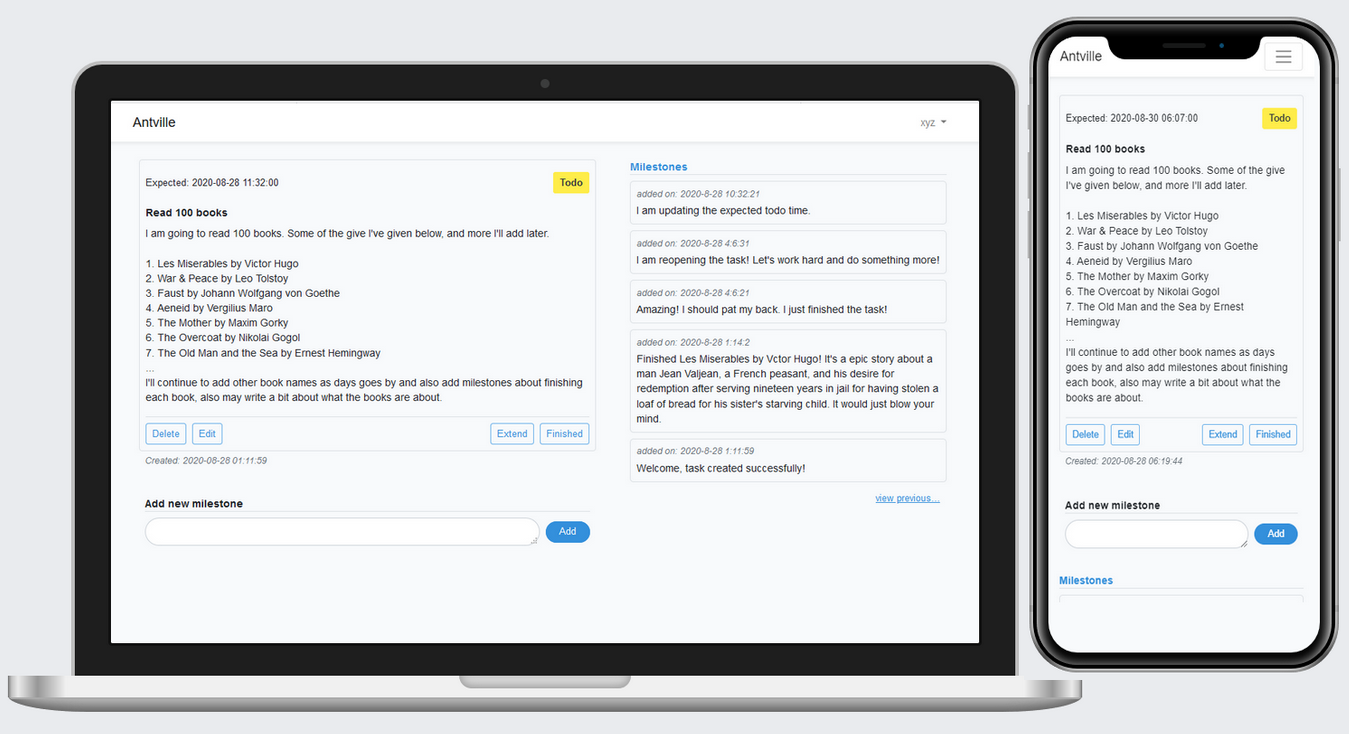 Antville
xyz
Expected: 2020-08-28 11:32:00
Todo
Read 100 books
I am going to read 100 books. Some of the give I've given below, and more I'll add later.
1. Les Miserables by Victor Hugo
2. War & Peace by Leo Tolstoy
3. Faust by Johann Wolfgang von Goethe
4. Aeneid by Vergilius Maro
5. The Mother by Maxim Gorky
6. The Overcoat by Nikolai Gogol
7. The Old Man and the Sea by Ernest Hemingway
...
I'll continue to add other book names as days goes by and also add milestones about finishing
each book, also may write a bit about what the books are about.
Delete
Edit
Extend
Finished
Created: 2020-08-28 01:11:59
Add new milestone
Add
Milestones
added on: 2020-8-28 10:32:21
I am updating the expected todo time.
added on: 2020-8-28 4:6:31
I am reopening the task! Let's work hard and do something more!
added on: 2020-8-28 4:6:21
Amazing! I should pat my back. I just finished the task!
added on: 2020-8-28 1:14:2
Finished Les Miserables by Vctor Hugo! It's a epic story about a
man Jean Valjean, a French peasant, and his desire for
redemption after serving nineteen years in jail for having stolen a
loaf of bread for his sister's starving child. It would just blow your
mind.
added on: 2020-8-28 1:11:59
Welcome, task created successfully!
view previous...
Antville
Expected: 2020-08-30 06:07:00
Todo
Read 100 books
I am going to read 100 books. Some of the give
I've given below, and more I'll add later.
1. Les Miserables by Victor Hugo
2. War & Peace by Leo Tolstoy
3. Faust by Johann Wolfgang von Goethe
4. Aeneid by Vergilius Maro
5. The Mother by Maxim Gorky
6. The Overcoat by Nikolai Gogol
7. The Old Man and the Sea by Ernest
Hemingway
...
I'll continue to add other book names as days
goes by and also add milestones about finishing
each book, also may write a bit about what the
books are about.
Delete
Edit
Extend
Finished
Created: 2020-08-28 06:19:44
Add new milestone
Add
Milestones